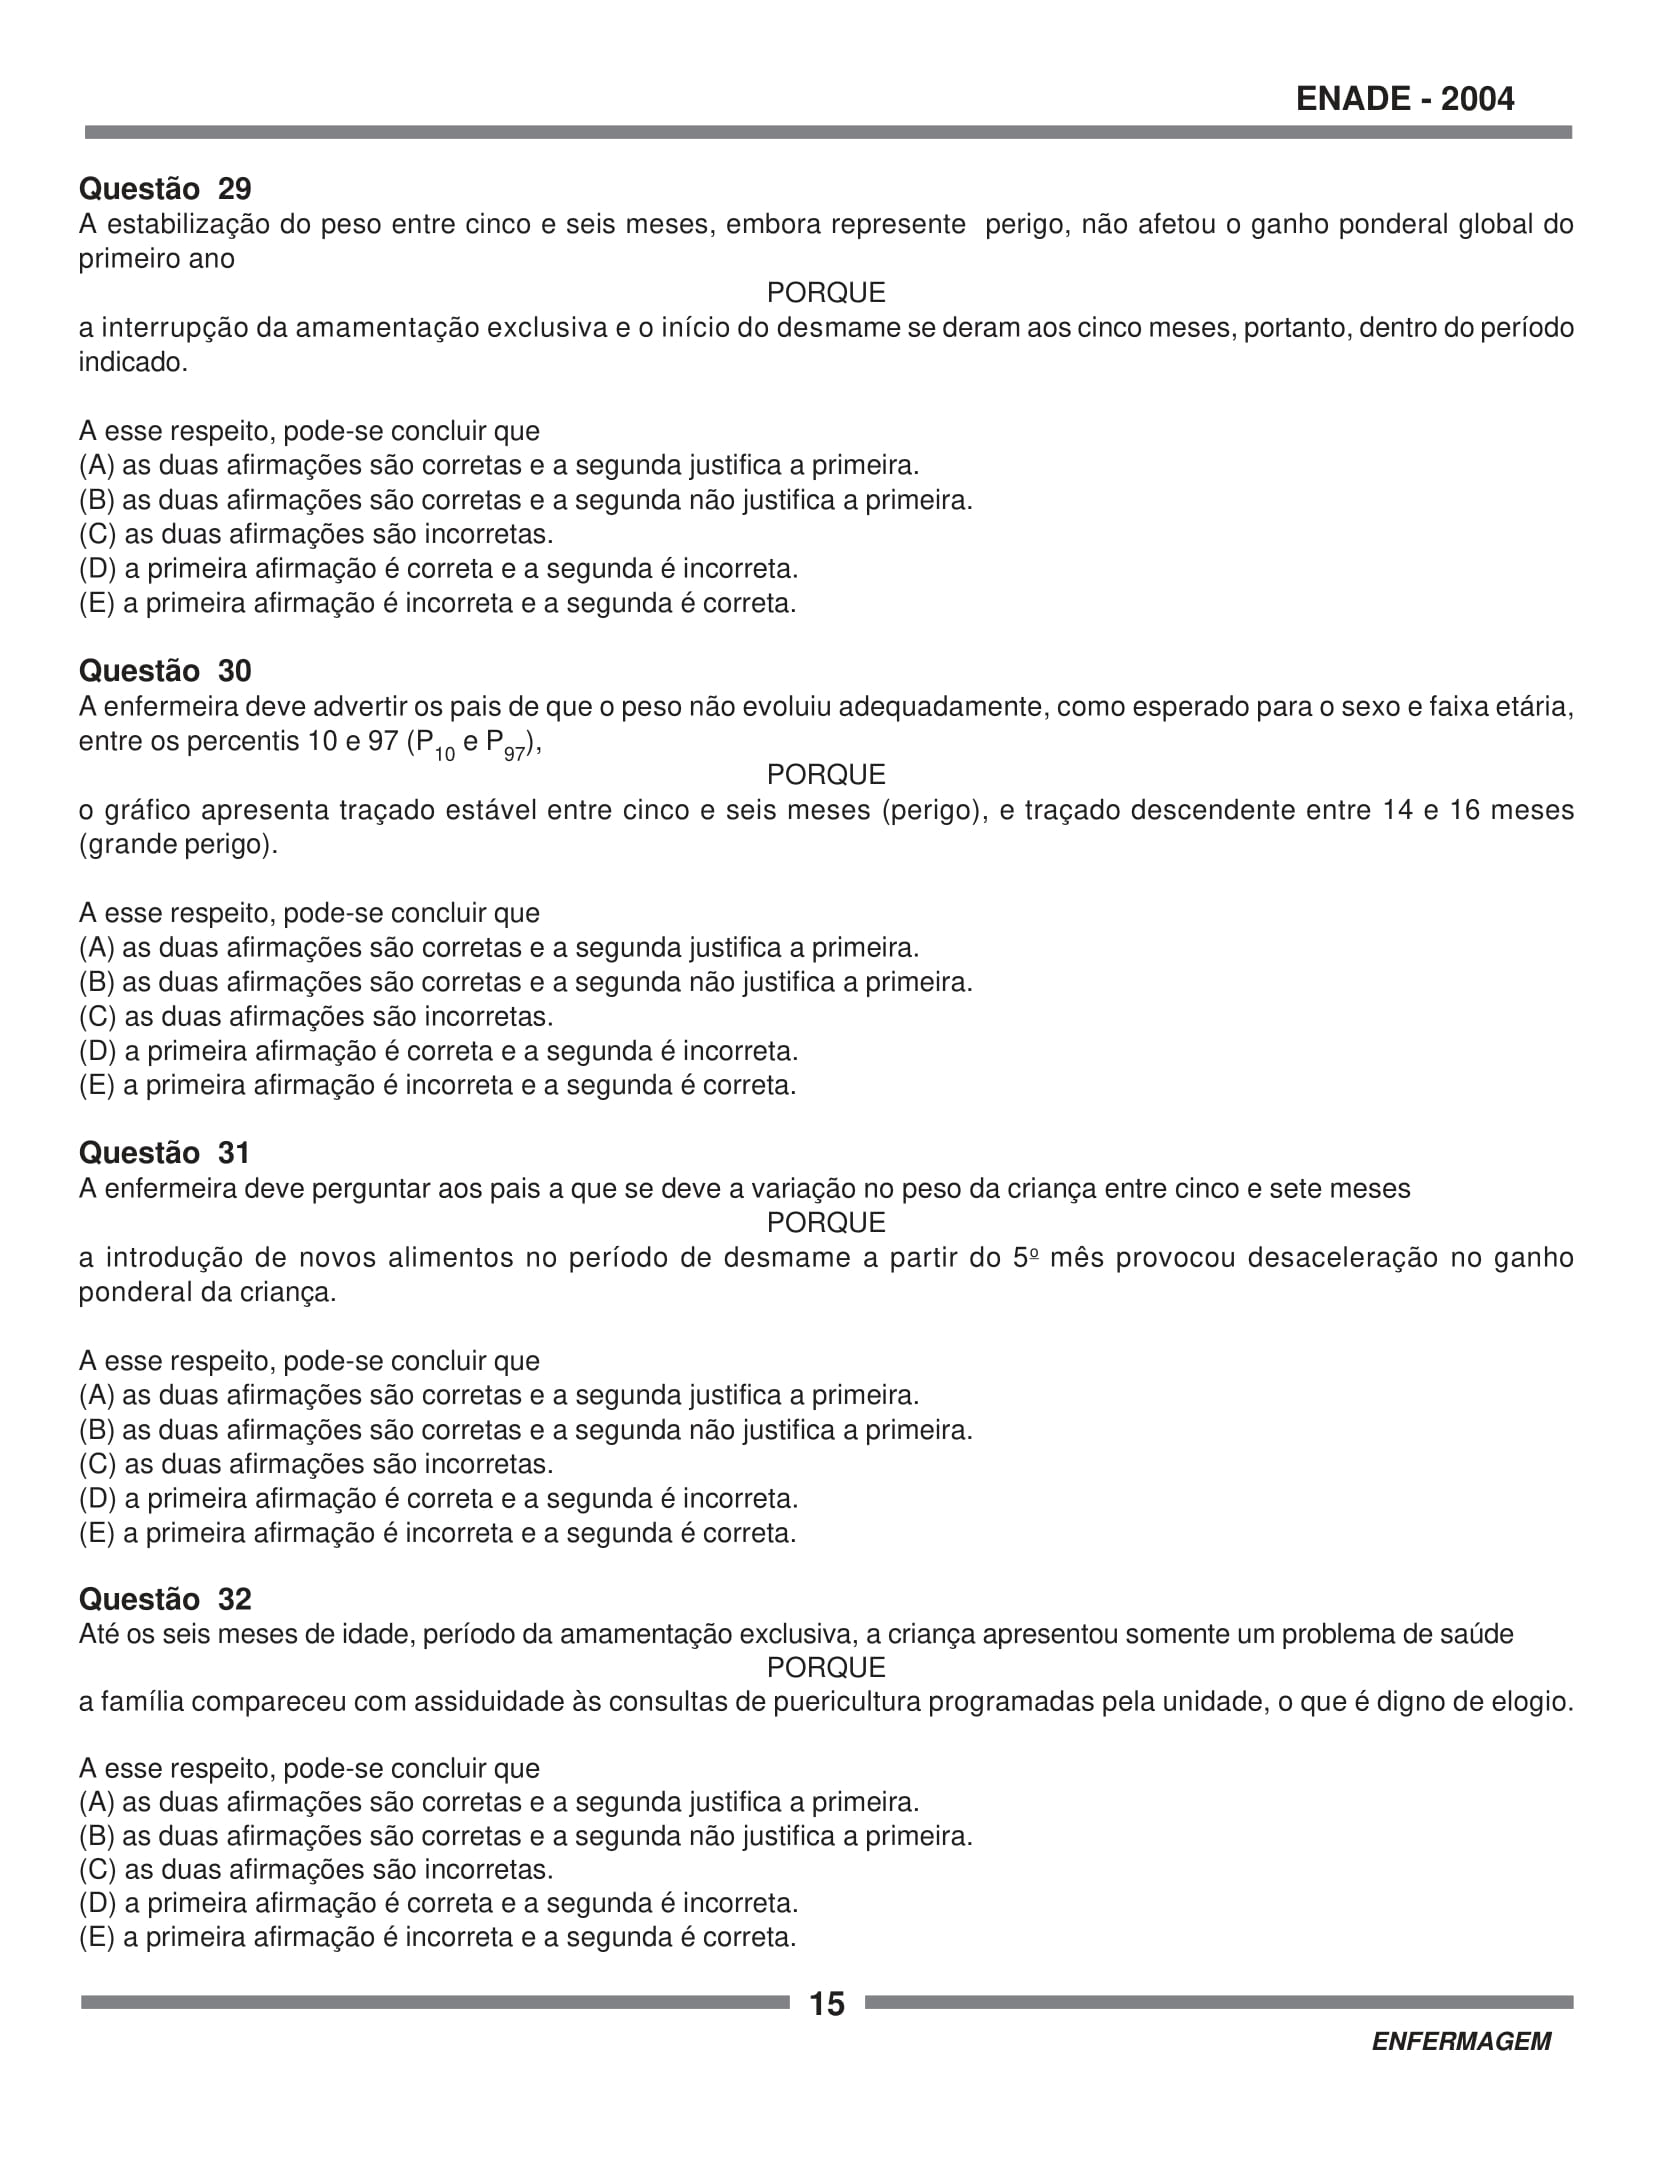 ENADE - 2004
Questão 29
A estabilização do peso entre cinco e seis meses, embora represente perigo, não afetou o ganho ponderal global do
primeiro ano
PORQUE
a interrupção da amamentação exclusiva e o início do desmame se deram aos cinco meses, portanto, dentro do período
indicado.
A esse respeito, pode-se concluir que
(A) as duas afirmações são corretas e a segunda justifica a primeira.
(B) as duas afirmações são corretas e a segunda não justifica a primeira.
(C) as duas afirmações são incorretas.
(D) a primeira afirmação é correta e a segunda é incorreta.
(E) a primeira afirmação é incorreta e a segunda é correta.
Questão 30
A enfermeira deve advertir os pais de que o peso não evoluiu adequadamente, como esperado para o sexo e faixa etária,
entre os percentis 10 e 97 (P10 e P97),
PORQUE
o gráfico apresenta traçado estável entre cinco e seis meses (perigo), e traçado descendente entre 14 e 16 meses
(grande perigo).
A esse respeito, pode-se concluir que
(A) as duas afirmações são corretas e a segunda justifica a primeira.
(B) as duas afirmações são corretas e a segunda não justifica a primeira.
(C) as duas afirmações são incorretas.
(D) a primeira afirmação é correta e a segunda é incorreta.
(E) a primeira afirmação é incorreta e a segunda é correta.
Questão 31
A enfermeira deve perguntar aos pais a que se deve a variação no peso da criança entre cinco e sete meses
PORQUE
a introdução de novos alimentos no período de desmame a partir do 5º mês provocou desaceleração no ganho
ponderal da criança.
A esse respeito, pode-se concluir que
(A) as duas afirmações são corretas e a segunda justifica a primeira.
(B) as duas afirmações são corretas e a segunda não justifica a primeira.
(C) as duas afirmações são incorretas.
(D) a primeira afirmação é correta e a segunda é incorreta.
(E) a primeira afirmação é incorreta e a segunda é correta.
Questão 32
Até os seis meses de idade, período da amamentação exclusiva, a criança apresentou somente um problema de saúde
PORQUE
a família compareceu com assiduidade às consultas de puericultura programadas pela unidade, o que é digno de elogio.
A esse respeito, pode-se concluir que
(A) as duas afirmações são corretas e a segunda justifica a primeira.
(B) as duas afirmações são corretas e a segunda não justifica a primeira.
(C) as duas afirmações são incorretas.
(D) a primeira afirmação é correta e a segunda é incorreta.
(E) a primeira afirmação é incorreta e a segunda é correta.
15
ENFERMAGEM